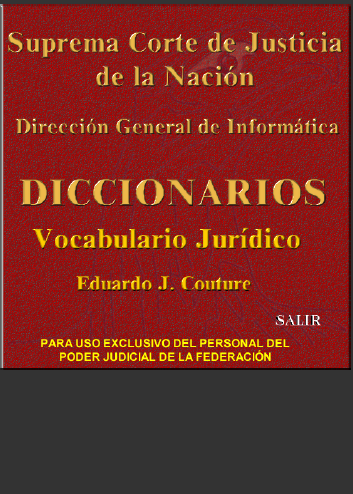 Suprema Corte de Justicia
de la Nación
Dirección General de Informática
DICCIONARIOS
Vocabulario Jurídico
Eduardo J. Couture
SALIR
PARA USO EXCLUSIVO DEL PERSONAL DEL
PODER JUDICIAL DE LA FEDERACIÓN